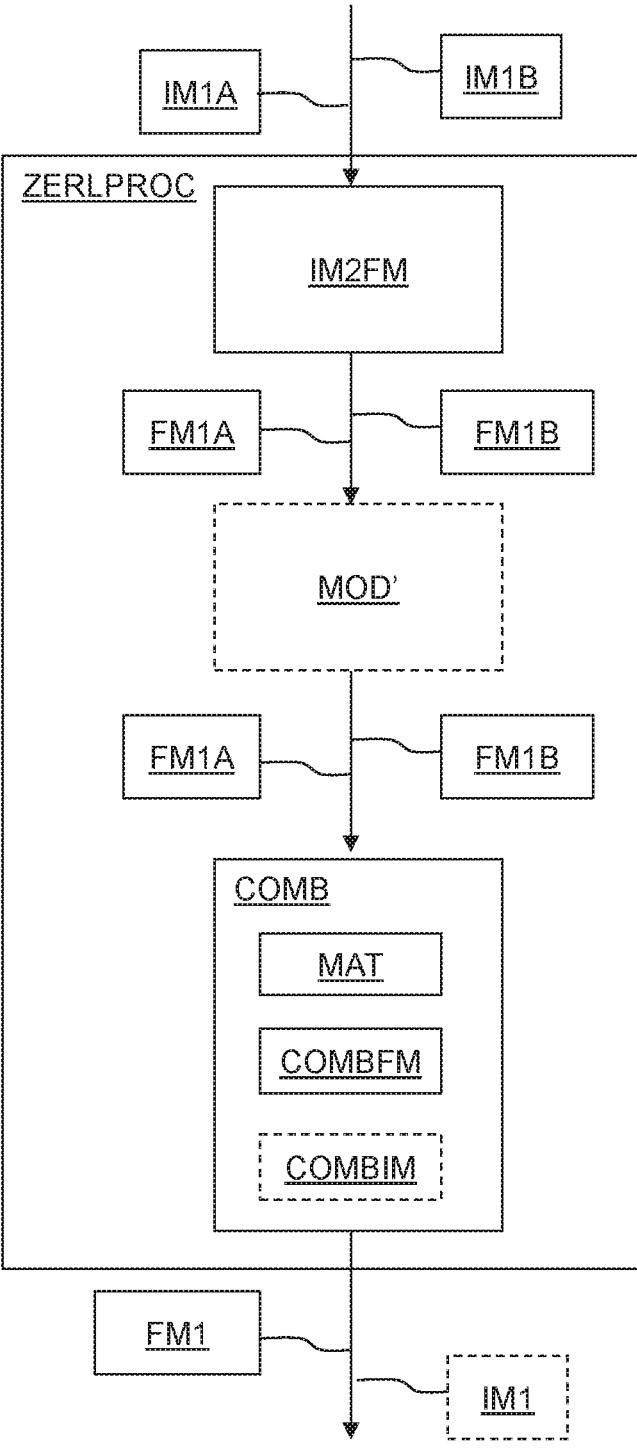 IM1A
IM1B
ZERLPROC
IM2FM
FM1A
FM1B
MOD’
FM1A
FM1B
COMB
MAT
COMBFM
COMBIM
FM1
IM1